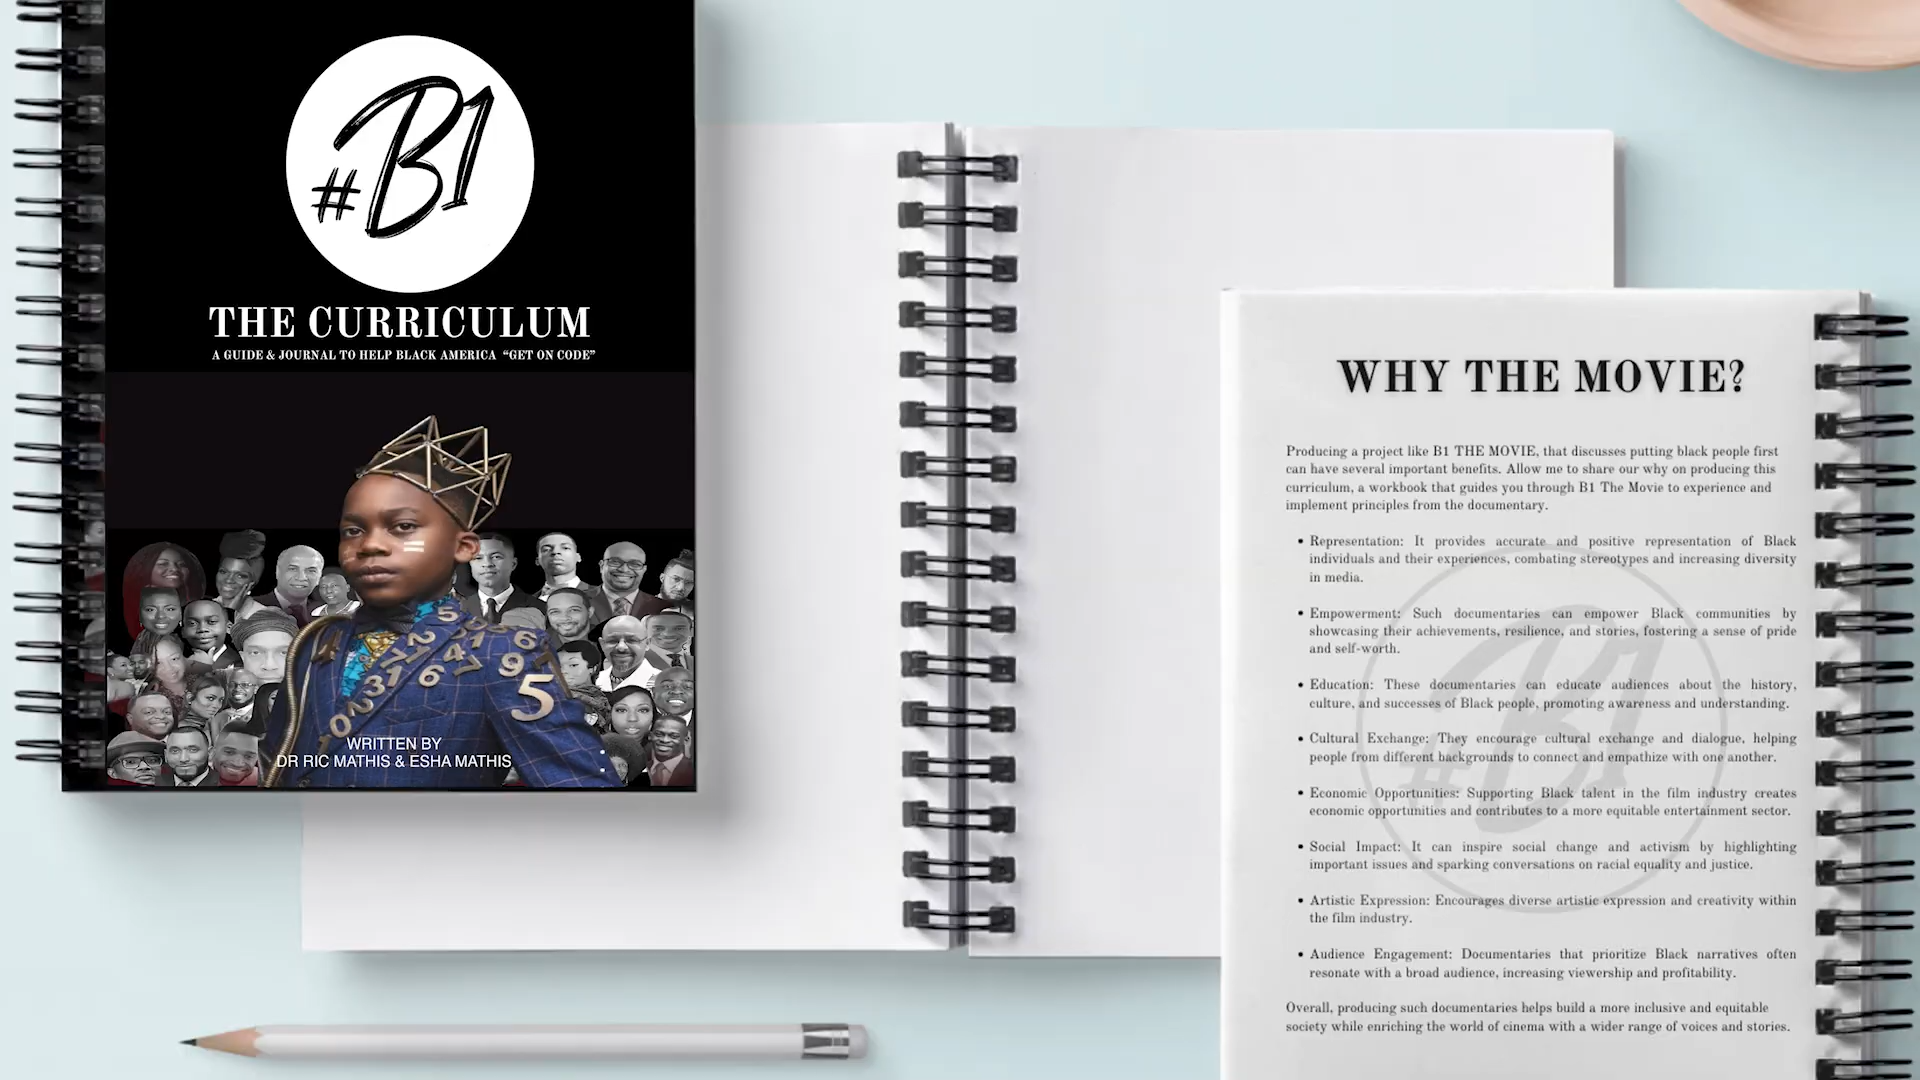 #B1
THE CURRICULUM
A GUIDE & JOURNAL TO HELP BLACK AMERICA "GET ON CODE"
WRITTEN BY
DR RIC MATHIS & ESHA MATHIS
WHY THE MOVIE?
Producing a project like B1 THE MOVIE, that discusses putting black people first
can have several important benefits. Allow me to share our why on producing this
curriculum, a workbook that guides you through B1 The Movie to experience and
implement principles from the documentary.
• Representation: It provides accurate and positive representation of Black
individuals and their experiences, combating stereotypes and increasing diversity
in media.
• Empowerment: Such documentaries can empower Black communities by
showcasing their achievements, resilience, and stories, fostering a sense of pride
and self-worth.
• Education: These documentaries can educate audiences about the history,
culture, and successes of Black people, promoting awareness and understanding.
• Cultural Exchange: They encourage cultural exchange and dialogue, helping
people from different backgrounds to connect and empathize with one another.
• Economic Opportunities: Supporting Black talent in the film industry creates
economic opportunities and contributes to a more equitable entertainment sector.
• Social Impact: It can inspire social change and activism by highlighting
important issues and sparking conversations on racial equality and justice.
• Artistic Expression: Encourages diverse artistic expression and creativity within
the film industry.
• Audience Engagement: Documentaries that prioritize Black narratives often
resonate with a broad audience, increasing viewership and profitability.
Overall, producing such documentaries helps build a more inclusive and equitable
society while enriching the world of cinema with a wider range of voices and stories.
#B1